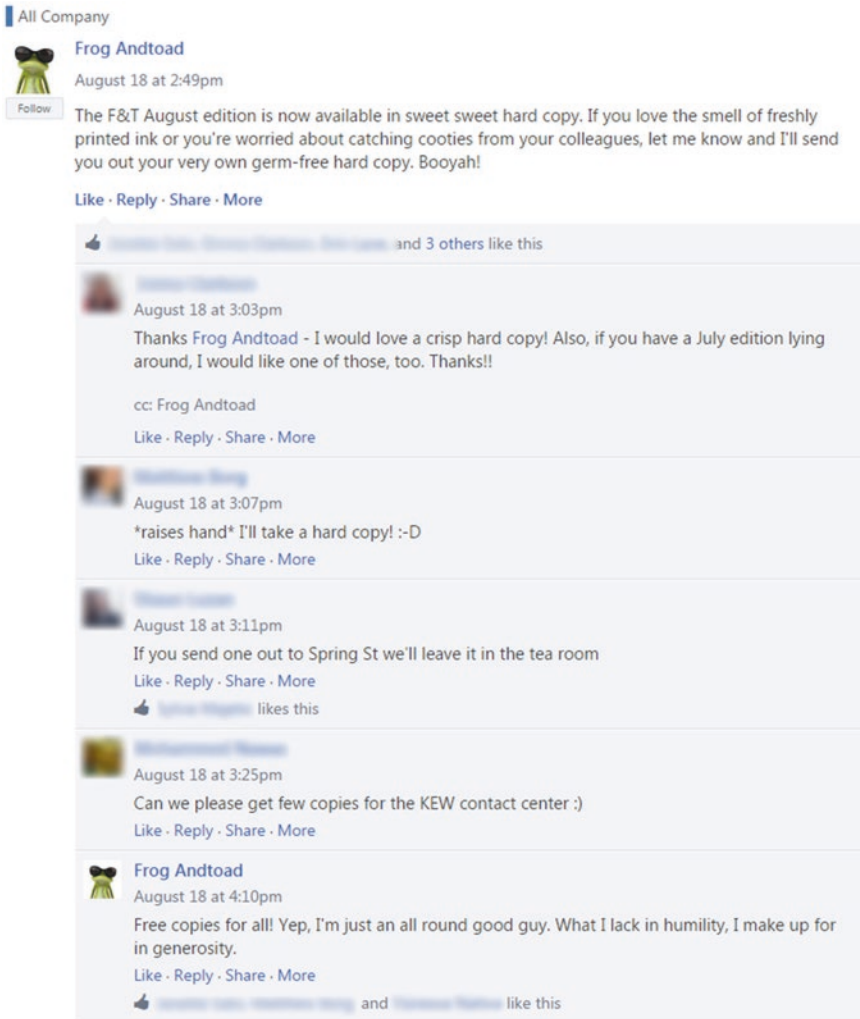 All Company
Frog Andtoad
August 18 at 2:49pm
Follow
The F&T August edition is now available in sweet sweet hard copy. If you love the smell of freshly
printed ink or you're worried about catching cooties from your colleagues, let me know and I'll send
you out your very own germ-free hard copy. Booyah!
Like · Reply · Share · More
and 3 others like this
August 18 at 3:03pm
Thanks Frog Andtoad - I would love a crisp hard copy! Also, if you have a July edition lying
around, I would like one of those, too. Thanks!!
cc: Frog Andtoad
Like · Reply · Share · More
August 18 at 3:07pm
*raises hand* I'll take a hard copy! :-D
Like · Reply · Share · More
August 18 at 3:11pm
If you send one out to Spring St we'll leave it in the tea room
Like · Reply · Share · More
likes this
August 18 at 3:25pm
Can we please get few copies for the KEW contact center :)
Like · Reply · Share · More
Frog Andtoad
August 18 at 4:10pm
Free copies for all! Yep, I'm just an all round good guy. What I lack in humility, I make up for
in generosity.
Like · Reply · Share · More
and like this